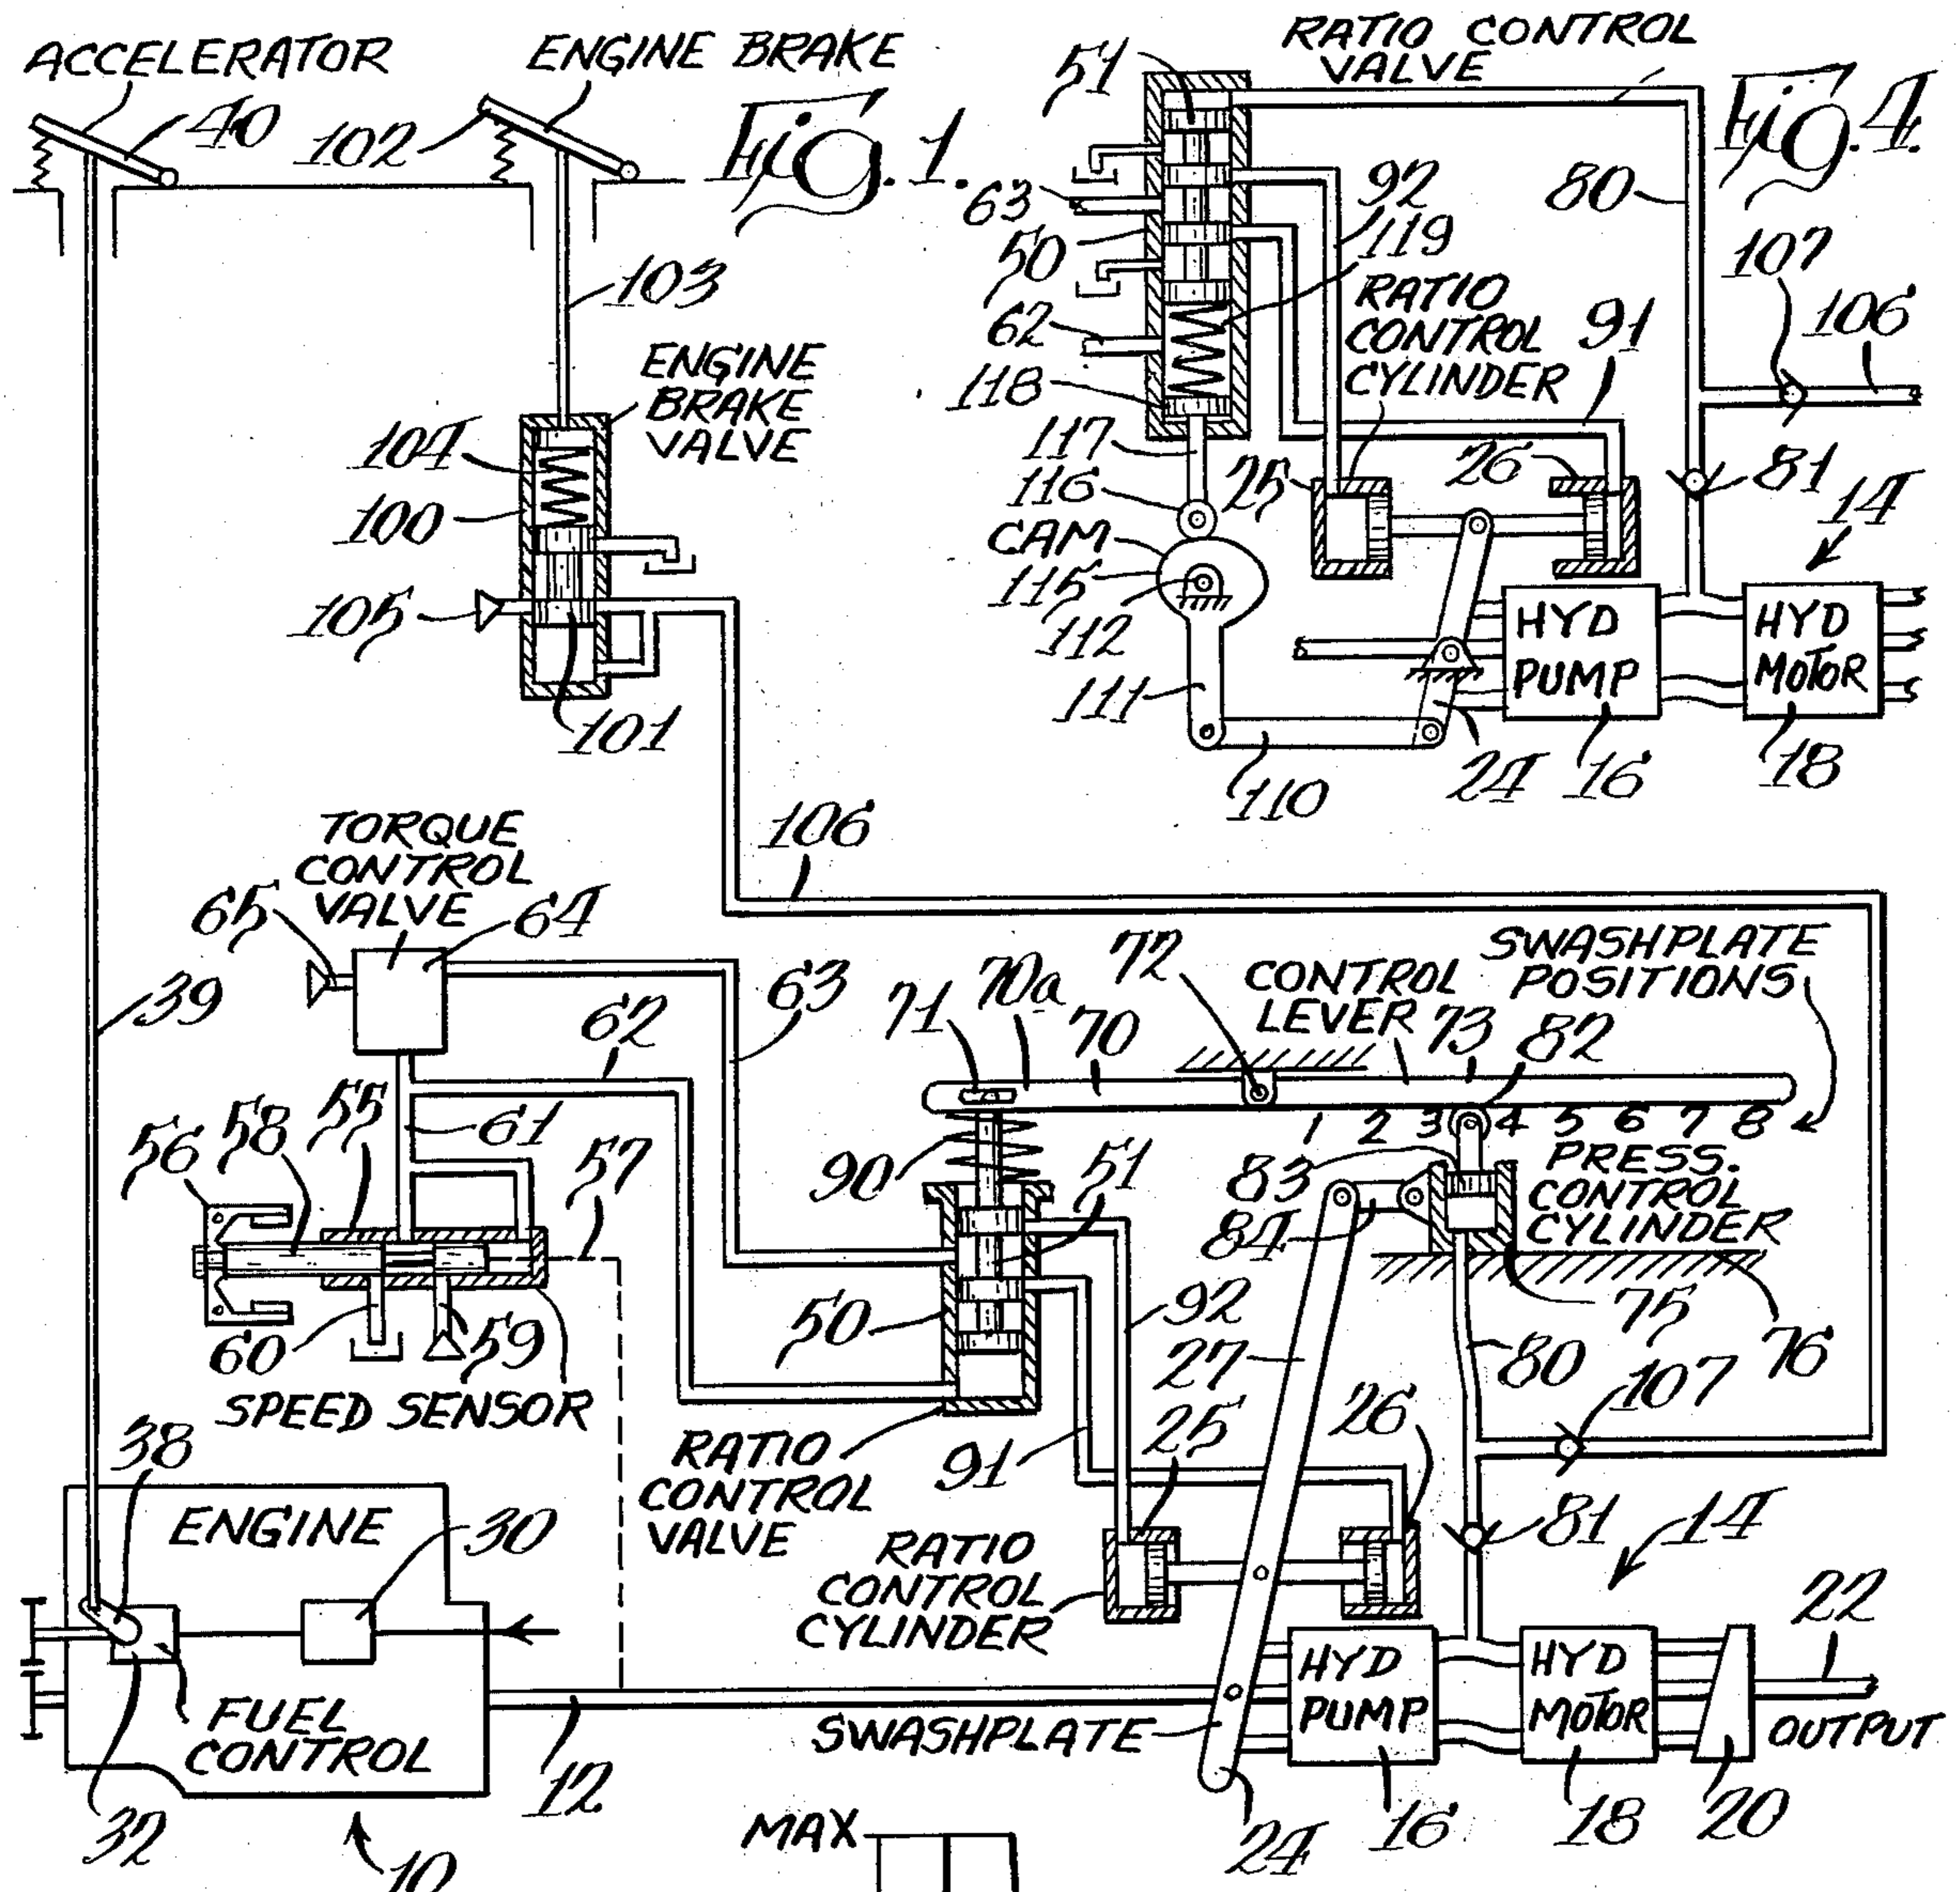 ACCELERATOR
40
ENGINE BRAKE
102
Fig. 1.
103
ENGINE
BRAKE
VALVE
104
100
105
101
106
39
TORQUE
CONTROL
VALVE
65
64
63
62
61
55
58
56
57
60
59
SPEED SENSOR
38
ENGINE
30
FUEL
CONTROL
32
10
12
RATIO CONTROL
VALVE
Fig. 4.
51
63
50
62
118
117
116
CAM
115
112
111
110
92
119
RATIO
CONTROL
CYLINDER
91
80
107
106
25
26
81
14
HYD
PUMP
HYD
MOTOR
24
16
18
71
70a
70
72
CONTROL
LEVER
73
82
SWASHPLATE
POSITIONS
1 2 3 4 5 6 7 8
90
51
83
84
PRESS.
CONTROL
CYLINDER
75
76
50
92
27
80
107
RATIO
CONTROL
VALVE
91
25
26
RATIO
CONTROL
CYLINDER
81
14
22
HYD
PUMP
HYD
MOTOR
OUTPUT
SWASHPLATE
24
16
18
20
MAX